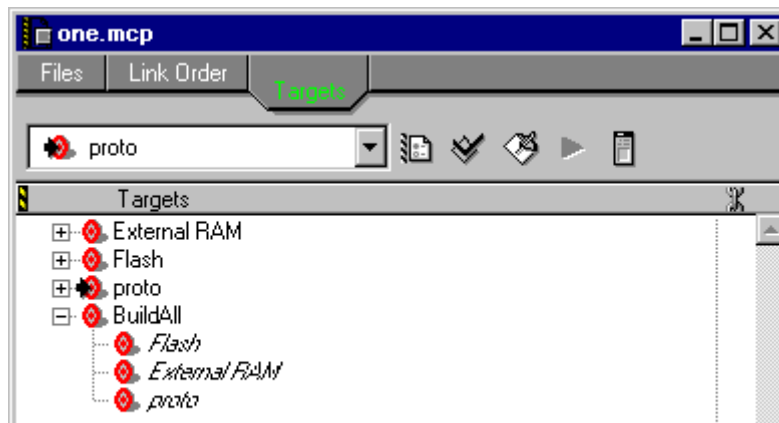 one.mcp
Files Link Order Targets
proto
Targets
External RAM
Flash
proto
BuildAll
Flash
External RAM
proto